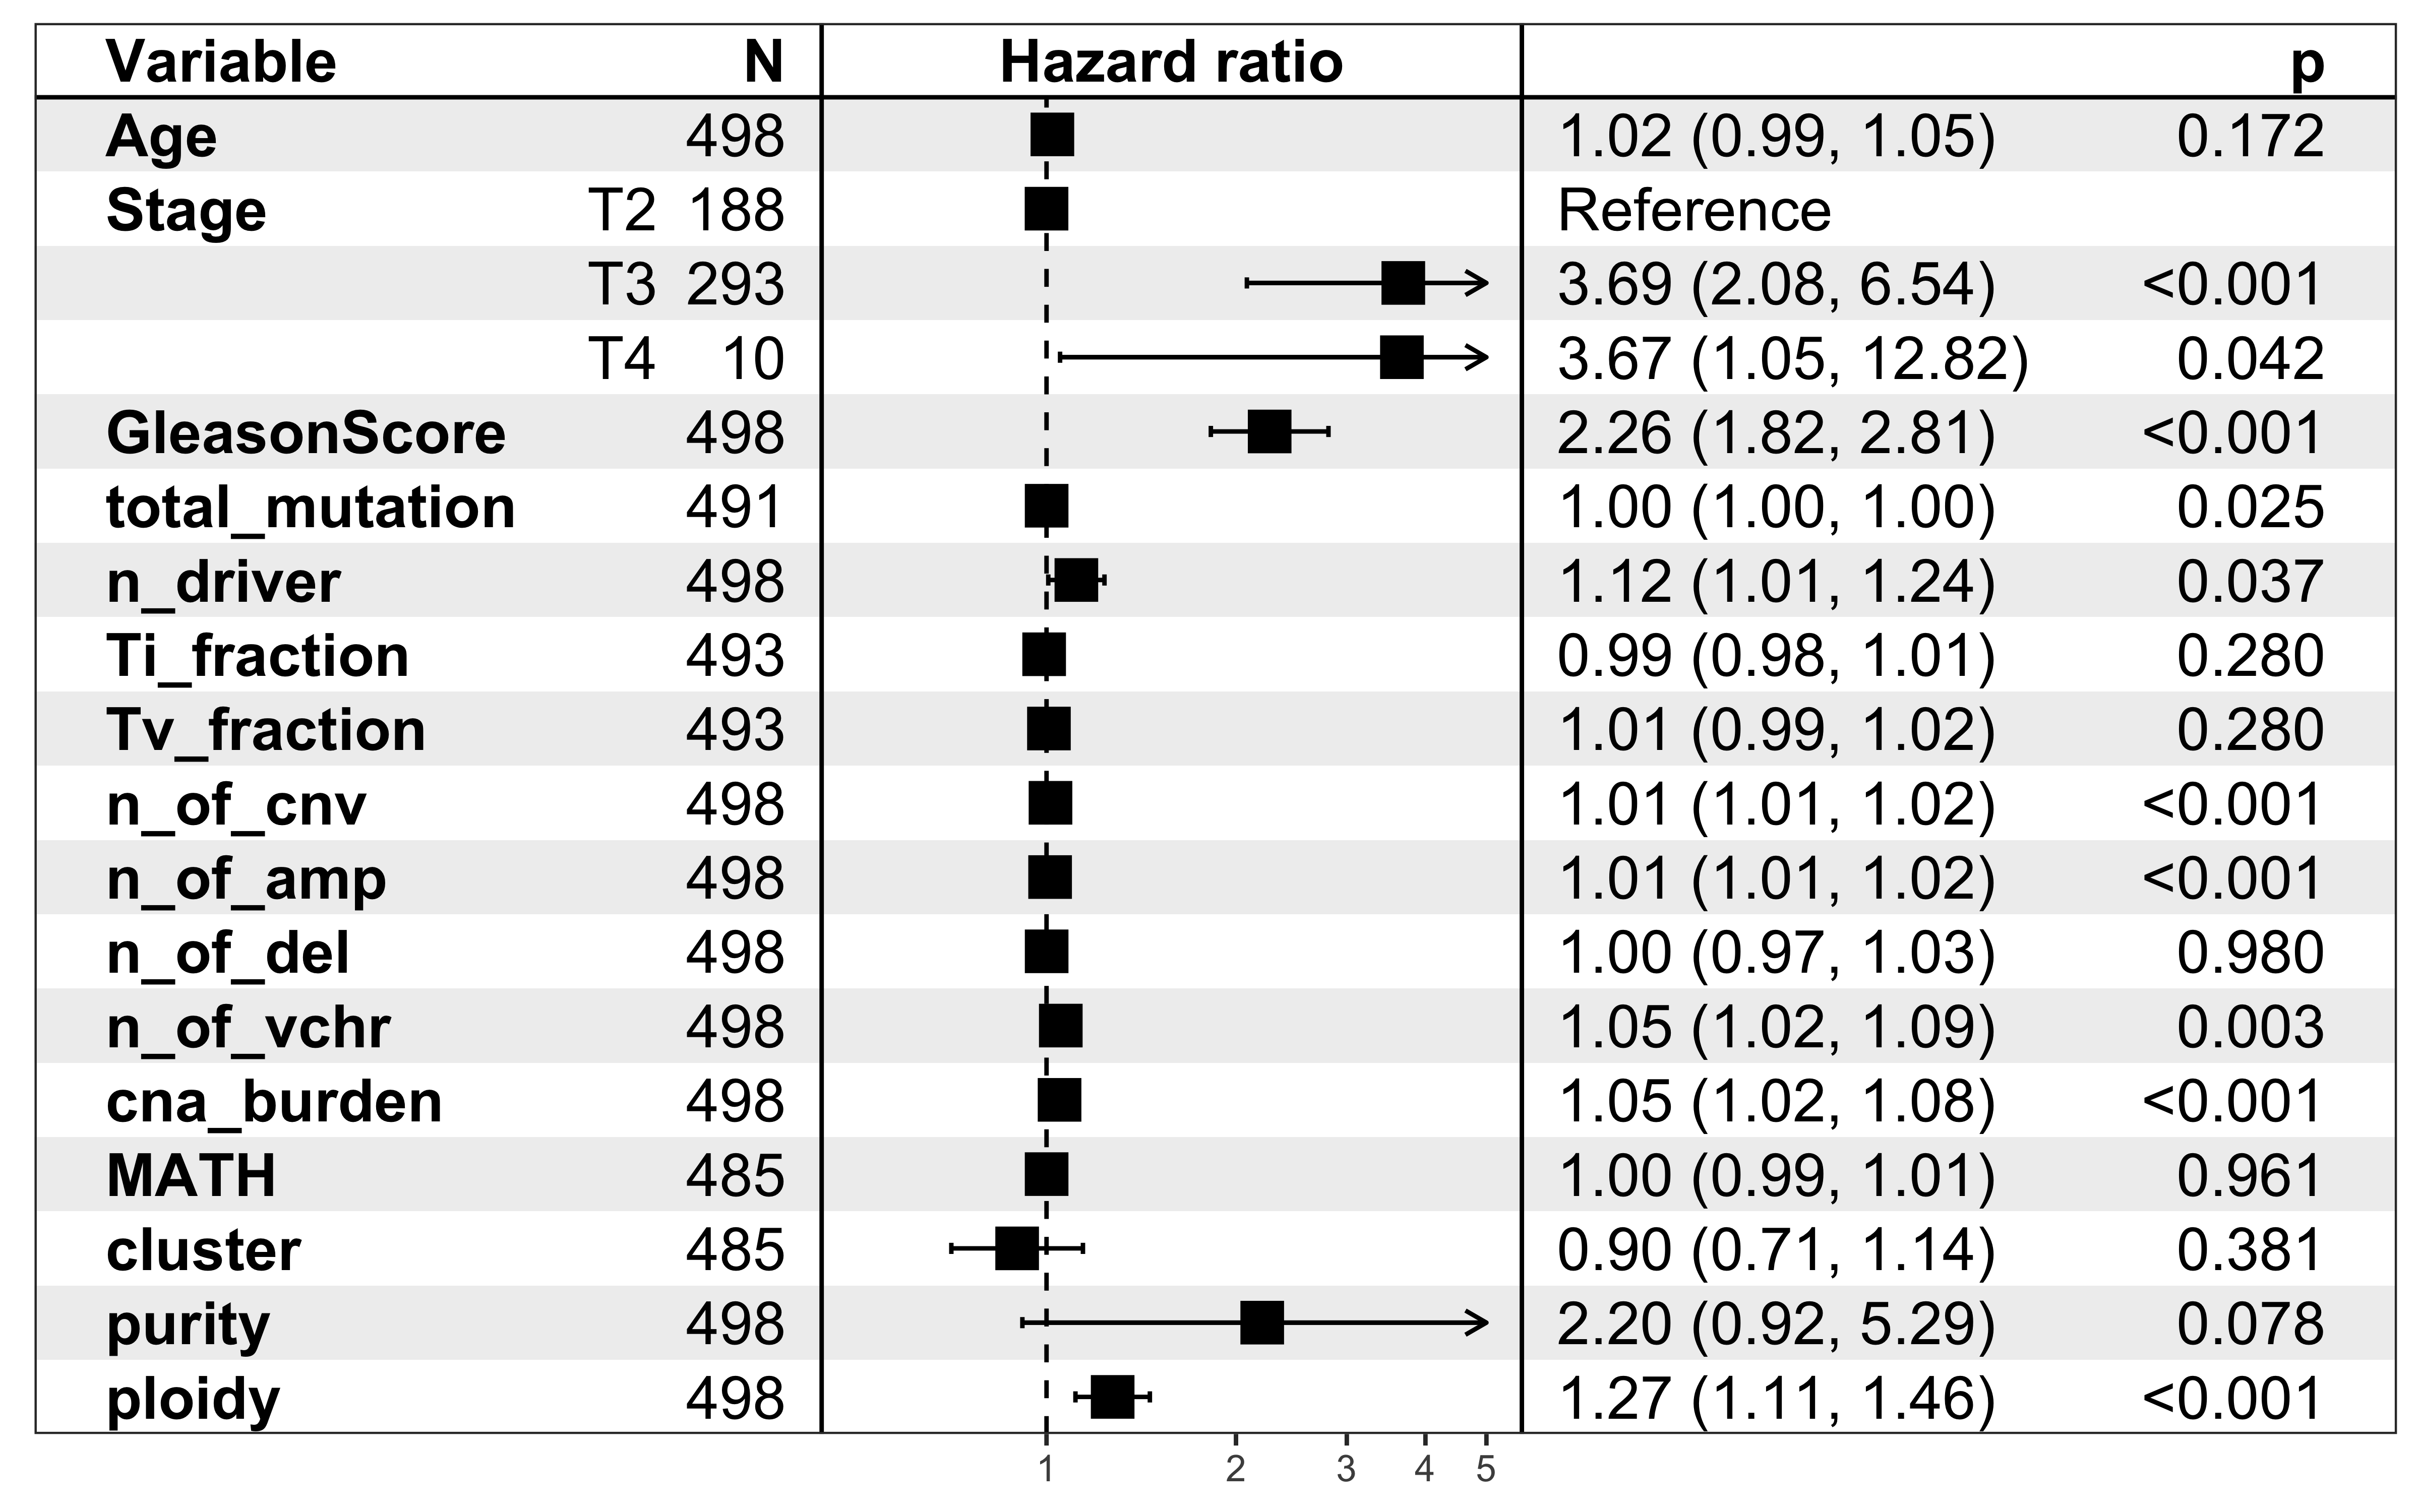 Variable N Hazard ratio p
Age 498 1.02 (0.99, 1.05) 0.172
Stage T2 188 Reference
T3 293 3.69 (2.08, 6.54) <0.001
T4 10 3.67 (1.05, 12.82) 0.042
GleasonScore 498 2.26 (1.82, 2.81) <0.001
total_mutation 491 1.00 (1.00, 1.00) 0.025
n_driver 498 1.12 (1.01, 1.24) 0.037
Ti_fraction 493 0.99 (0.98, 1.01) 0.280
Tv_fraction 493 1.01 (0.99, 1.02) 0.280
n_of_cnv 498 1.01 (1.01, 1.02) <0.001
n_of_amp 498 1.01 (1.01, 1.02) <0.001
n_of_del 498 1.00 (0.97, 1.03) 0.980
n_of_vchr 498 1.05 (1.02, 1.09) 0.003
cna_burden 498 1.05 (1.02, 1.08) <0.001
MATH 485 1.00 (0.99, 1.01) 0.961
cluster 485 0.90 (0.71, 1.14) 0.381
purity 498 2.20 (0.92, 5.29) 0.078
ploidy 498 1.27 (1.11, 1.46) <0.001
1 2 3 4 5